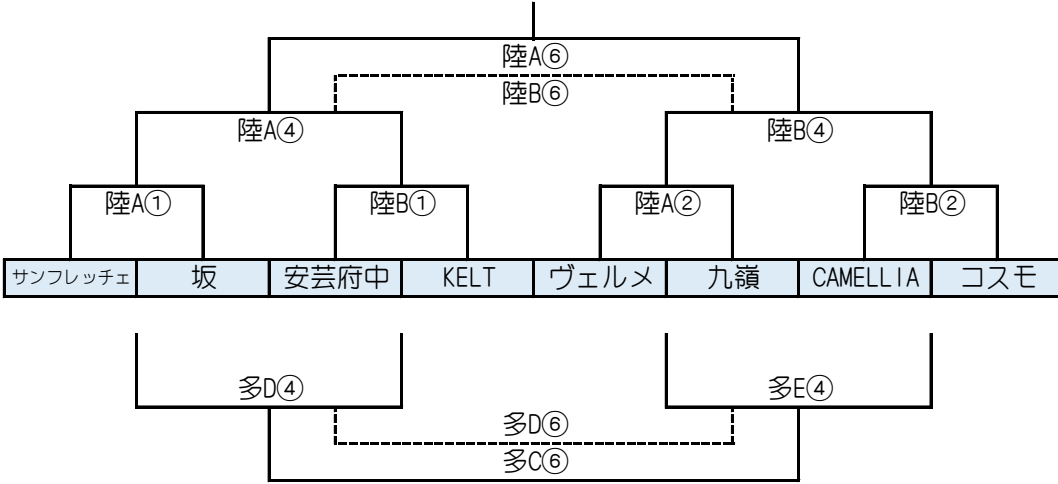 陸A⑥
陸B⑥
陸A④ 陸B④
陸A① 陸B① 陸A② 陸B②
サンフレッチェ 坂 安芸府中 KELT ヴェルメ 九嶺 CAMELLIA コスモ
多D④ 多E④
多D⑥
多C⑥